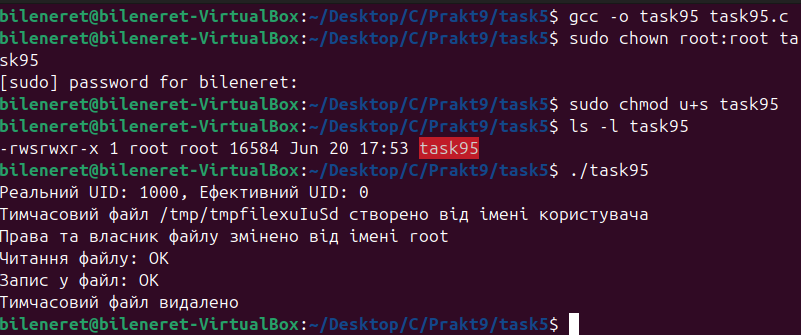 bileneret@bileneret-VirtualBox:~/Desktop/C/Prakt9/task5$ gcc -o task95 task95.c
bileneret@bileneret-VirtualBox:~/Desktop/C/Prakt9/task5$ sudo chown root:root ta
sk95
[sudo] password for bileneret:
bileneret@bileneret-VirtualBox:~/Desktop/C/Prakt9/task5$ sudo chmod u+s task95
bileneret@bileneret-VirtualBox:~/Desktop/C/Prakt9/task5$ ls -l task95
-rwsrwxr-x 1 root root 16584 Jun 20 17:53 task95
bileneret@bileneret-VirtualBox:~/Desktop/C/Prakt9/task5$ ./task95
Реальний UID: 1000, Ефективний UID: 0
Тимчасовий файл /tmp/tmpfilexuIuSd створено від імені користувача
Права та власник файлу змінено від імені root
Читання файлу: OK
Запис у файл: OK
Тимчасовий файл видалено
bileneret@bileneret-VirtualBox:~/Desktop/C/Prakt9/task5$